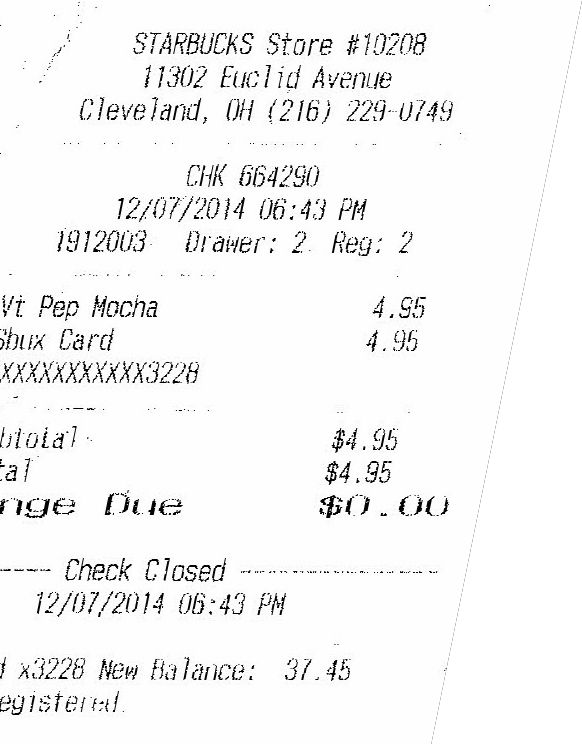 STARBUCKS Store #10208
11302 Euclid Avenue
Cleveland, OH (216) 229-0749
CHK 664290
12/07/2014 06:43 PM
1912003 Drawer: 2 Reg: 2
Vt Pep Mocha 4.95
Sbux Card 4.95
XXXXXXXXXXXX3228
btotal $4.95
tal $4.95
nge Due $0.00
---- Check Closed ----
12/07/2014 06:43 PM
d x3228 New Balance: 37.45
egistered.